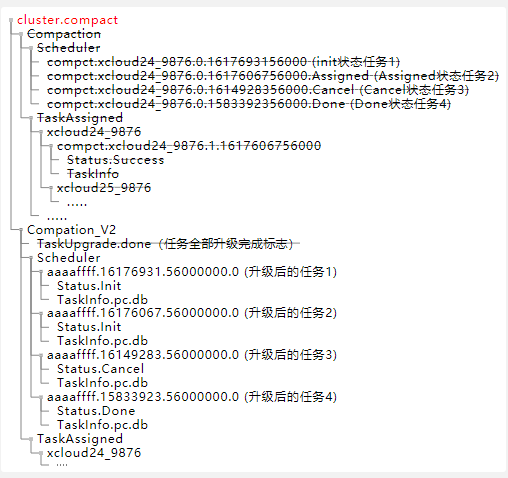 cluster.compact
Compaction
Scheduler
compct.xcloud24_9876.0.1617693156000 (init状态任务1)
compct.xcloud24_9876.0.1617606756000.Assigned (Assigned状态任务2)
compct.xcloud24_9876.0.1614928356000.Cancel (Cancel状态任务3)
compct.xcloud24_9876.0.1583392356000.Done (Done状态任务4)
TaskAssigned
xcloud24_9876
compct.xcloud24_9876.1.1617606756000
Status.Success
TaskInfo
xcloud25_9876
.....
.....
Compation_V2
TaskUpgrade.done（任务全部升级完成标志）
Scheduler
aaaaffff.16176931.56000000.0 (升级后的任务1)
Status.Init
TaskInfo.pc.db
aaaaffff.16176067.56000000.0 (升级后的任务2)
Status.Init
TaskInfo.pc.db
aaaaffff.16149283.56000000.0 (升级后的任务3)
Status.Cancel
TaskInfo.pc.db
aaaaffff.15833923.56000000.0 (升级后的任务4)
Status.Done
TaskInfo.pc.db
TaskAssigned
xcloud24_9876
....